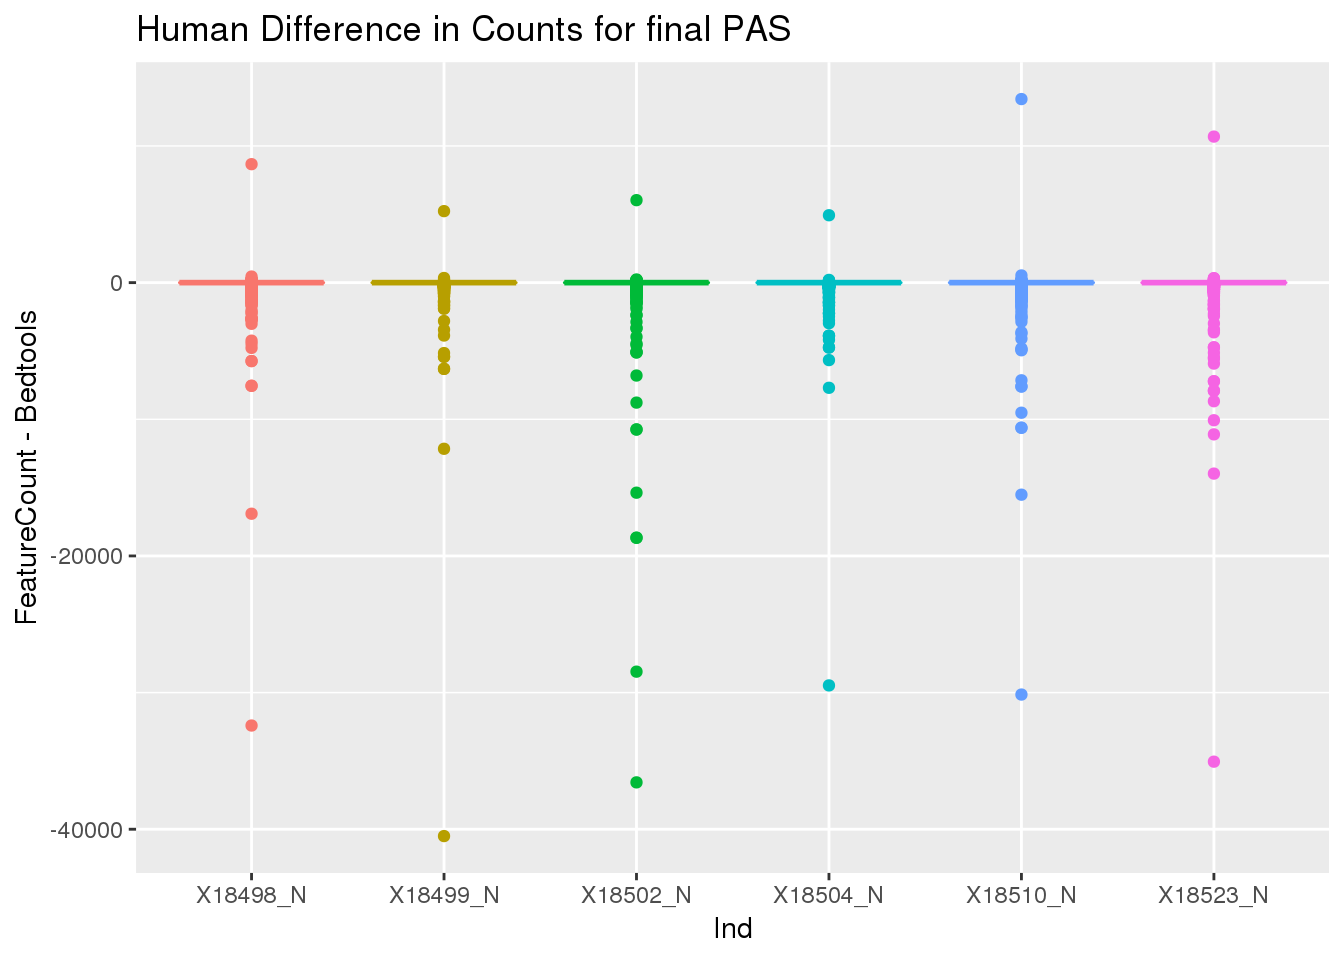 Human Difference in Counts for final PAS
FeatureCount - Bedtools
0
-20000
-40000
X18498_N X18499_N X18502_N X18504_N X18510_N X18523_N
Ind